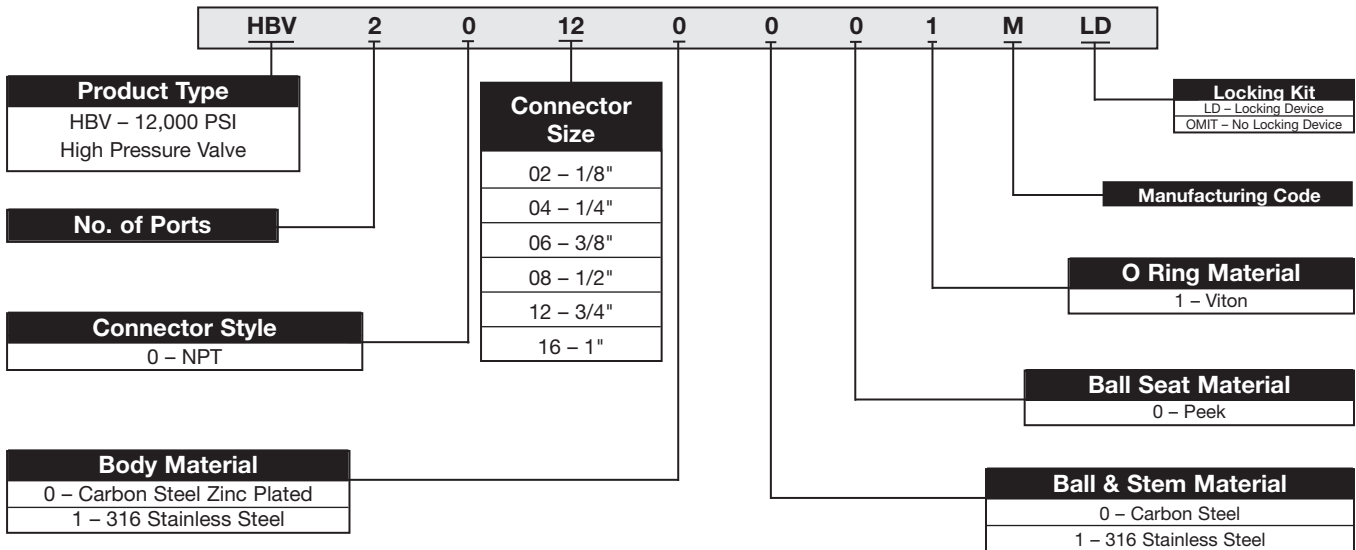 HBV 2 0 12 0 0 0 1 M LD
Product Type
HBV – 12,000 PSI
High Pressure Valve
No. of Ports
Connector Style
0 – NPT
Connector
Size
02 – 1/8"
04 – 1/4"
06 – 3/8"
08 – 1/2"
12 – 3/4"
16 – 1"
Body Material
0 – Carbon Steel Zinc Plated
1 – 316 Stainless Steel
Locking Kit
LD – Locking Device
OMIT – No Locking Device
Manufacturing Code
O Ring Material
1 – Viton
Ball Seat Material
0 – Peek
Ball & Stem Material
0 – Carbon Steel
1 – 316 Stainless Steel